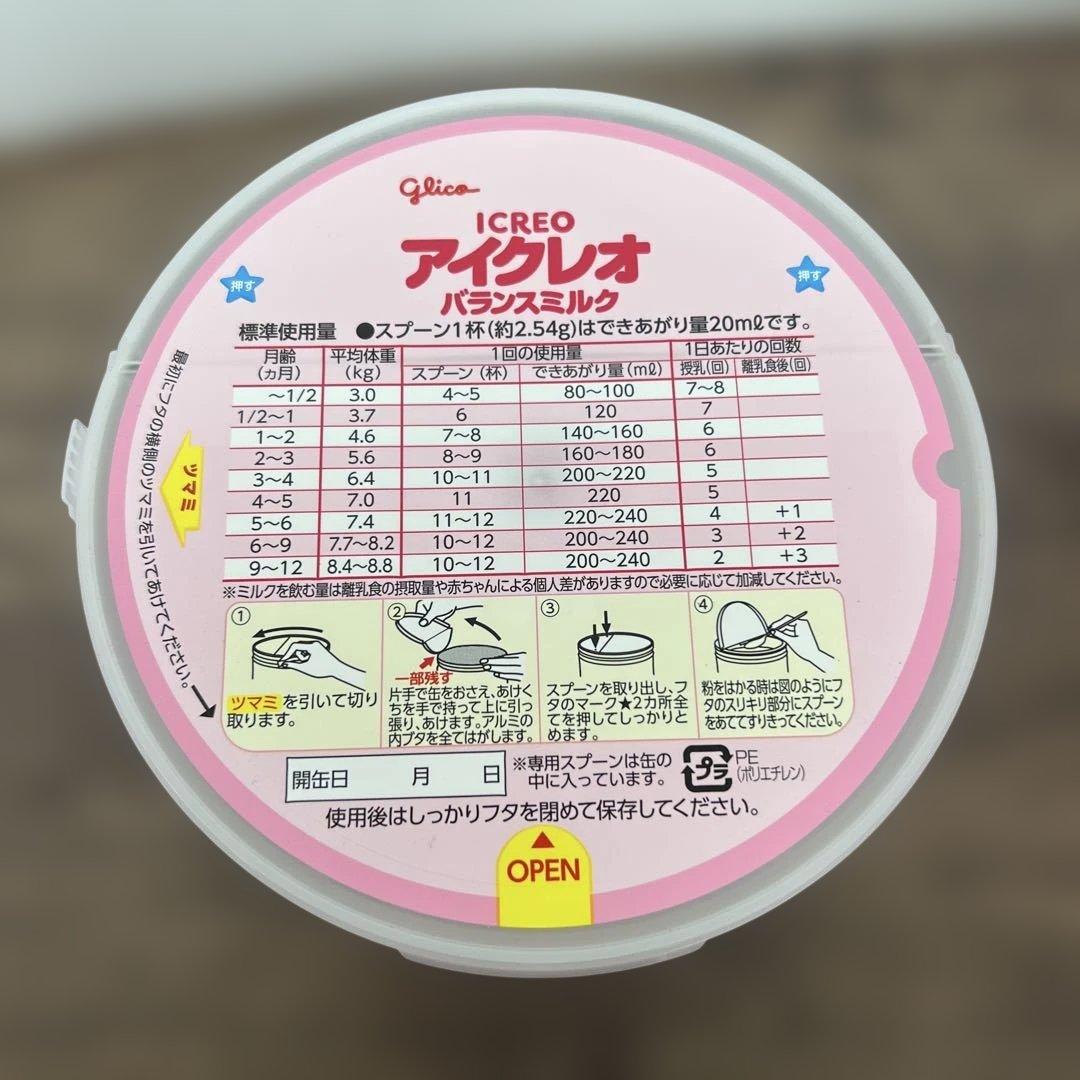 Glico
ICREO
アイクレオ
バランスミルク
押す
押す
標準使用量 ●スプーン1杯(約2.54g)はできあがり量20mℓです。
月齢(ヵ月) 平均体重(kg) 1回の使用量 1日あたりの回数
スプーン(杯) できあがり量(mℓ) 授乳(回) 離乳食後(回)
～1/2 3.0 4～5 80～100 7～8
1/2～1 3.7 6 120 7
1～2 4.6 7～8 140～160 6
2～3 5.6 8～9 160～180 6
3～4 6.4 10～11 200～220 5
4～5 7.0 11 220 5
5～6 7.4 11～12 220～240 4 +1
6～9 7.7～8.2 10～12 200～240 3 +2
9～12 8.4～8.8 10～12 200～240 2 +3
※ミルクを飲む量は離乳食の摂取量や赤ちゃんによる個人差がありますので必要に応じて加減してください。
最初にフタの横側のツマミを引いてあけてください。
ツマミ
①
ツマミを引いて切り
取ります。
②
一部残す
片手で缶をおさえ、あけく
ちを手で持って上に引っ
張り、あけます。アルミの
内ブタを全てはがします。
③
スプーンを取り出し、フ
タのマーク★2カ所全
てを押してしっかりと
めます。
④
粉をはかる時は図のようにフ
タのスリキリ部分にスプーン
をあててすりきってください。
開缶日 月 日
※専用スプーンは缶の
中に入っています。
プラ
PE
(ポリエチレン)
使用後はしっかりフタを閉めて保存してください。
OPEN